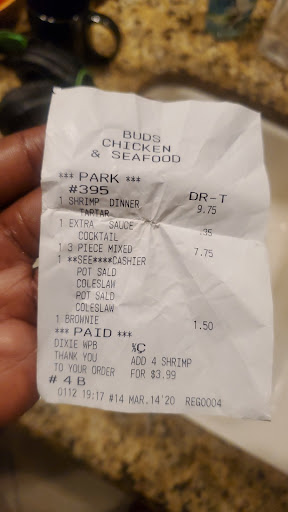 BUDS
CHICKEN
& SEAFOOD
*** PARK ***
#395 DR-T
1 SHRIMP DINNER 9.75
TARTAR
1 EXTRA SAUCE .35
COCKTAIL
1 3 PIECE MIXED 7.75
1 **SEE****CASHIER
POT SALD
COLESLAW
POT SALD
COLESLAW
1 BROWNIE 1.50
*** PAID ***
DIXIE WPB
THANK YOU ADD 4 SHRIMP
TO YOUR ORDER FOR $3.99
# 4 B
0112 19:17 #14 MAR.14'20 REG0004